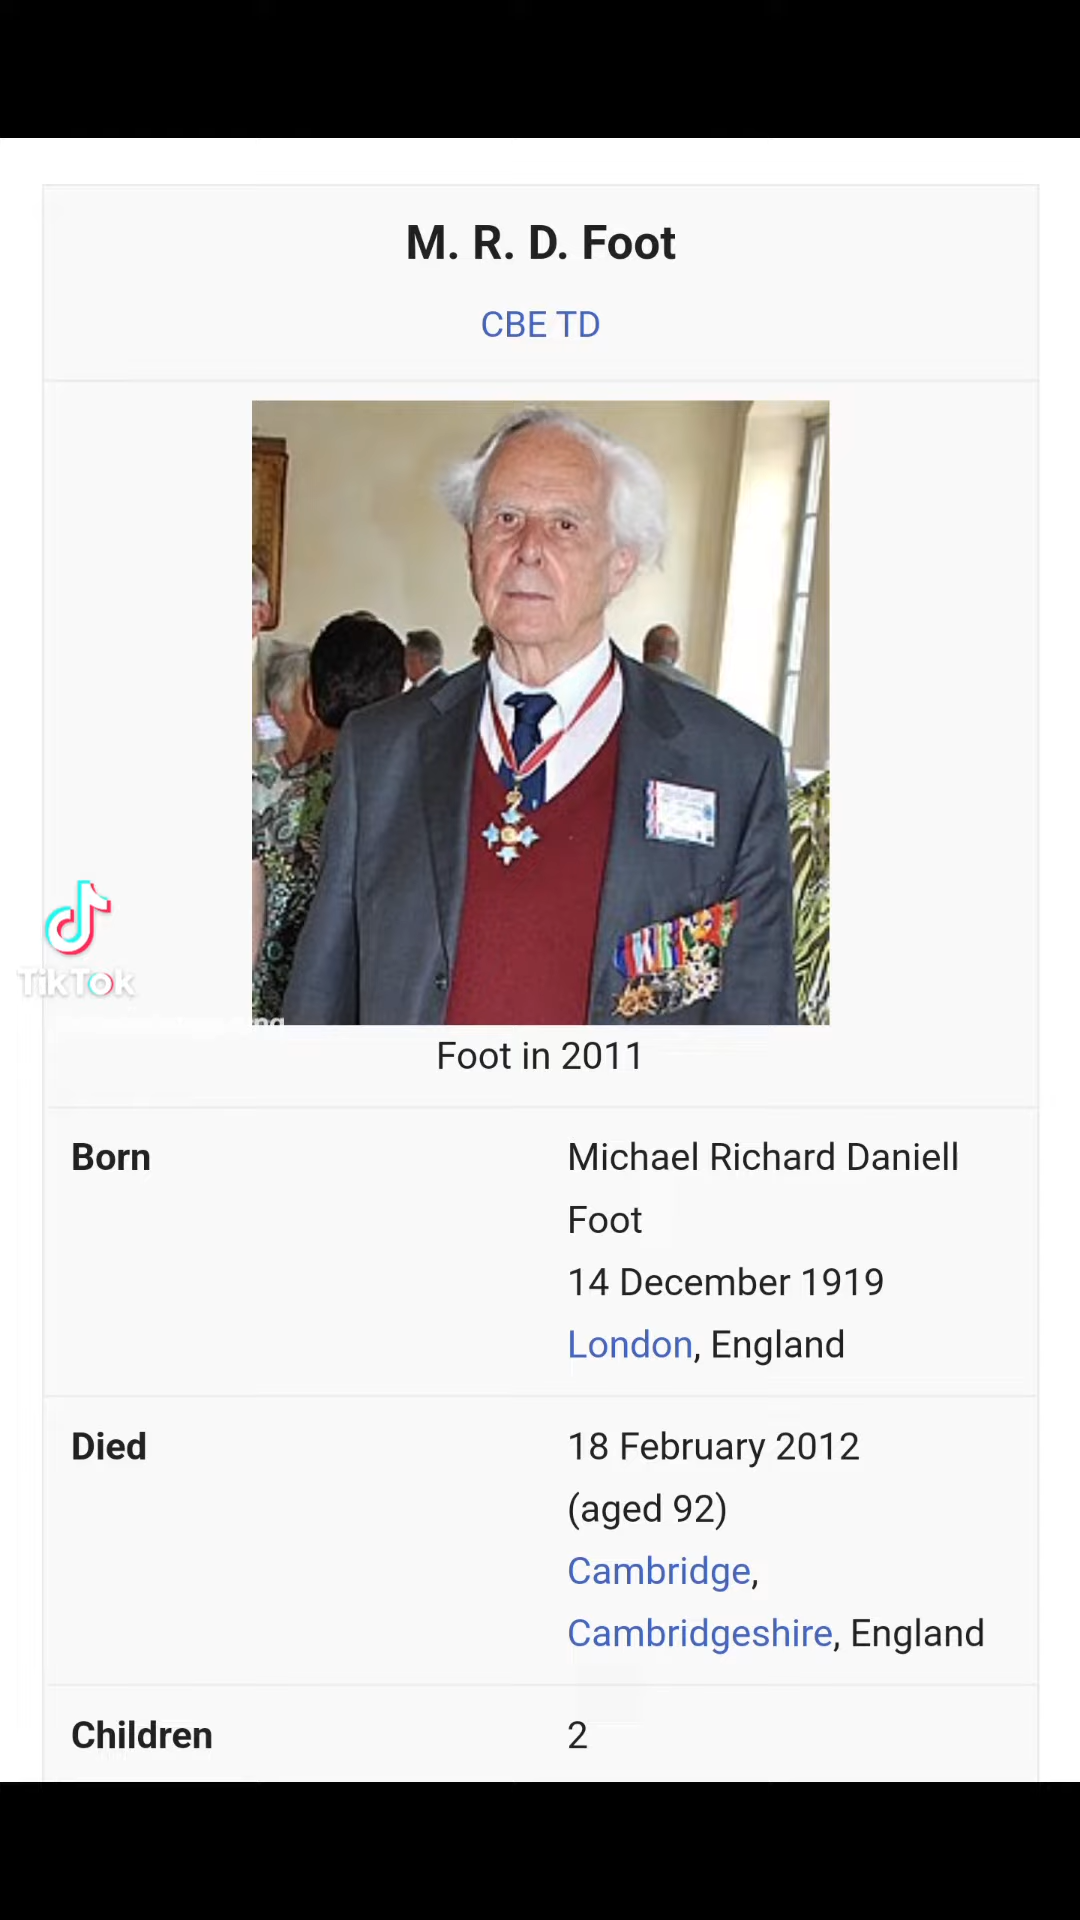 M. R. D. Foot
CBE TD
TikTok
Foot in 2011
Born
Michael Richard Daniell
Foot
14 December 1919
London, England
Died
18 February 2012
(aged 92)
Cambridge,
Cambridgeshire, England
Children
2